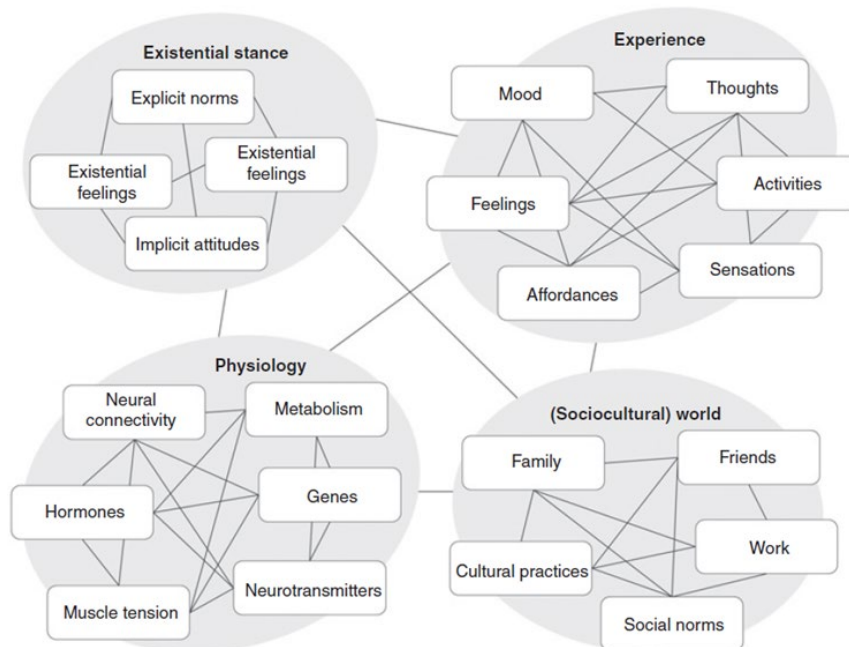 Existential stance
Explicit norms
Existential
feelings
Existential
feelings
Implicit attitudes
Experience
Mood
Thoughts
Feelings
Activities
Affordances
Sensations
Physiology
Neural
connectivity
Metabolism
Hormones
Genes
Muscle tension
Neurotransmitters
(Sociocultural) world
Family
Friends
Cultural practices
Work
Social norms